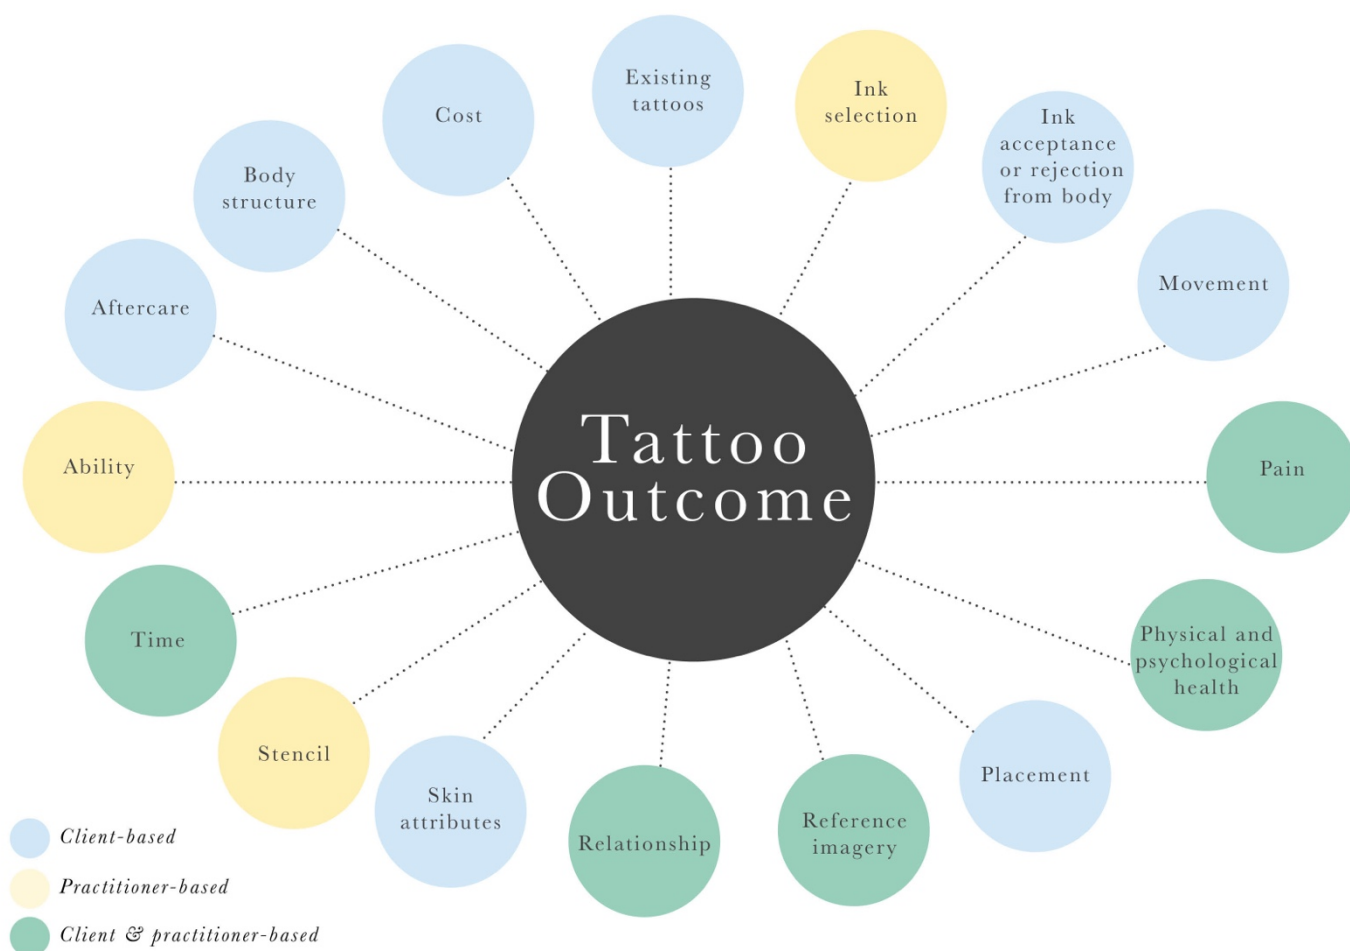 Existing
tattoos
Ink
selection
Ink
acceptance
or rejection
from body
Cost
Body
structure
Movement
Aftercare
Tattoo
Outcome
Ability
Pain
Time
Physical and
psychological
health
Stencil
Skin
attributes
Relationship
Reference
imagery
Placement
Client-based
Practitioner-based
Client & practitioner-based